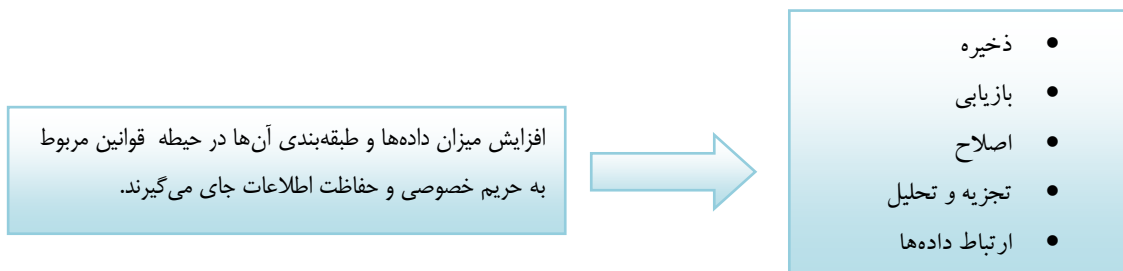 ذخیره
بازیابی
اصلاح
تجزیه و تحلیل
ارتباط داده‌ها
افزایش میزان داده‌ها و طبقه‌بندی آن‌ها در حیطه قوانین مربوط
به حریم خصوصی و حفاظت اطلاعات جای می‌گیرند.